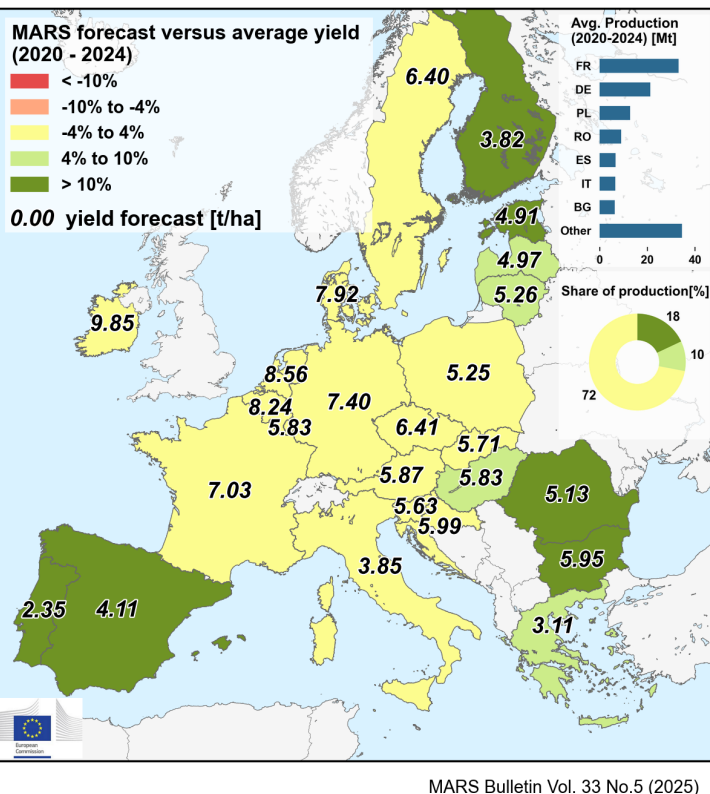 MARS forecast versus average yield
(2020 - 2024)
< -10%
-10% to -4%
-4% to 4%
4% to 10%
> 10%
0.00 yield forecast [t/ha]
Avg. Production
(2020-2024) [Mt]
FR
DE
PL
RO
ES
IT
BG
Other
0 20 40
Share of production[%]
18
10
72
6.40
3.82
4.91
4.97
5.26
7.92
9.85
8.56
7.40
5.25
8.24
5.83
6.41
5.71
5.87
5.83
7.03
5.63
5.99
5.13
3.85
5.95
2.35
4.11
3.11
European
Commission
MARS Bulletin Vol. 33 No.5 (2025)